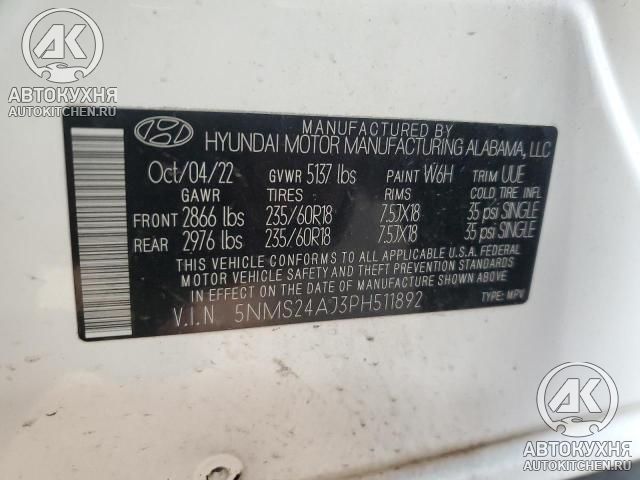 АК
АВТОКУХНЯ
AUTOKITCHEN.RU
MANUFACTURED BY
HYUNDAI MOTOR MANUFACTURING ALABAMA, LLC
Oct/04/22 GVWR 5137 lbs PAINT W6H TRIM UUE
GAWR TIRES RIMS COLD TIRE INFL
FRONT 2866 lbs 235/60R18 7.5JX18 35 psi SINGLE
REAR 2976 lbs 235/60R18 7.5JX18 35 psi SINGLE
THIS VEHICLE CONFORMS TO ALL APPLICABLE U.S.A. FEDERAL
MOTOR VEHICLE SAFETY AND THEFT PREVENTION STANDARDS
IN EFFECT ON THE DATE OF MANUFACTURE SHOWN ABOVE.
V.I.N 5NMS24AJ3PH511892 TYPE: MPV
АК
АВТОКУХНЯ
AUTOKITCHEN.RU